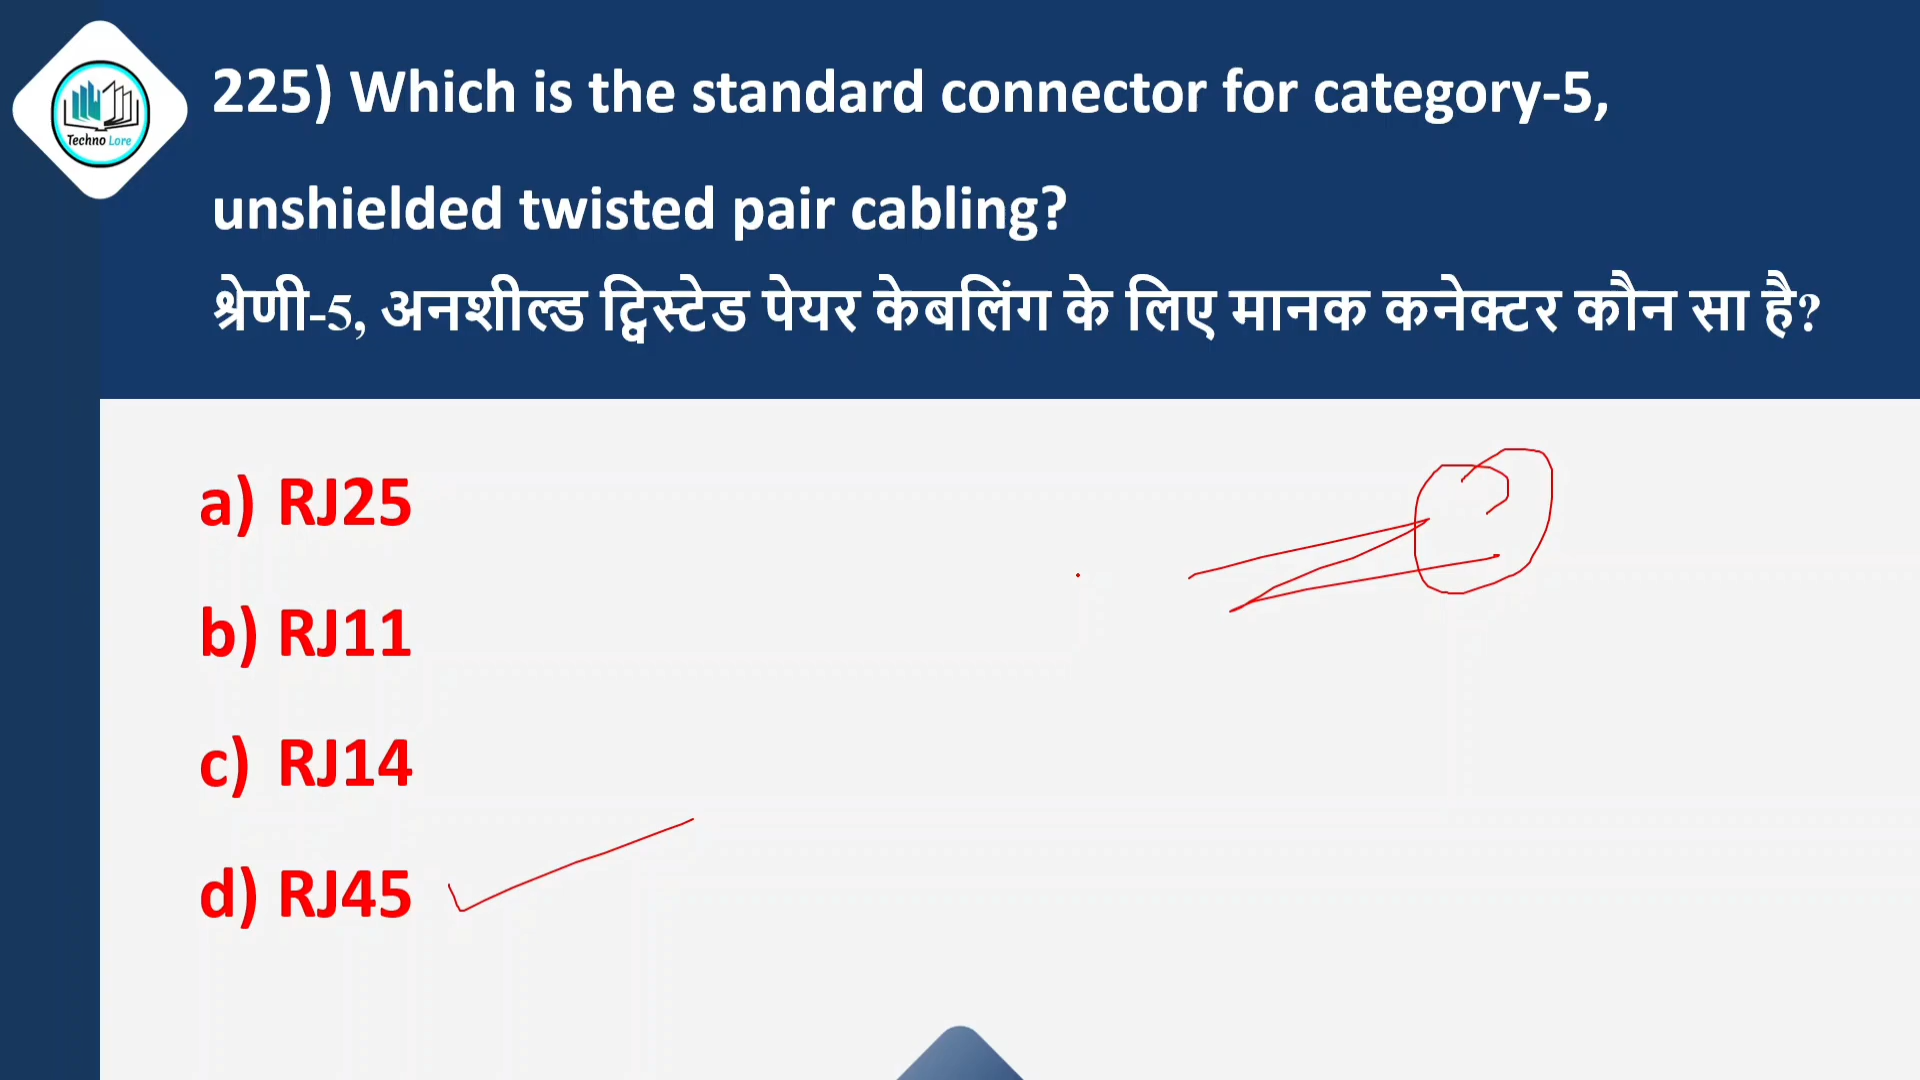 Techno Lore
225) Which is the standard connector for category-5,
unshielded twisted pair cabling?
श्रेणी-5, अनशील्ड ट्विस्टेड पेयर केबलिंग के लिए मानक कनेक्टर कौन सा है?
a) RJ25
b) RJ11
c) RJ14
d) RJ45